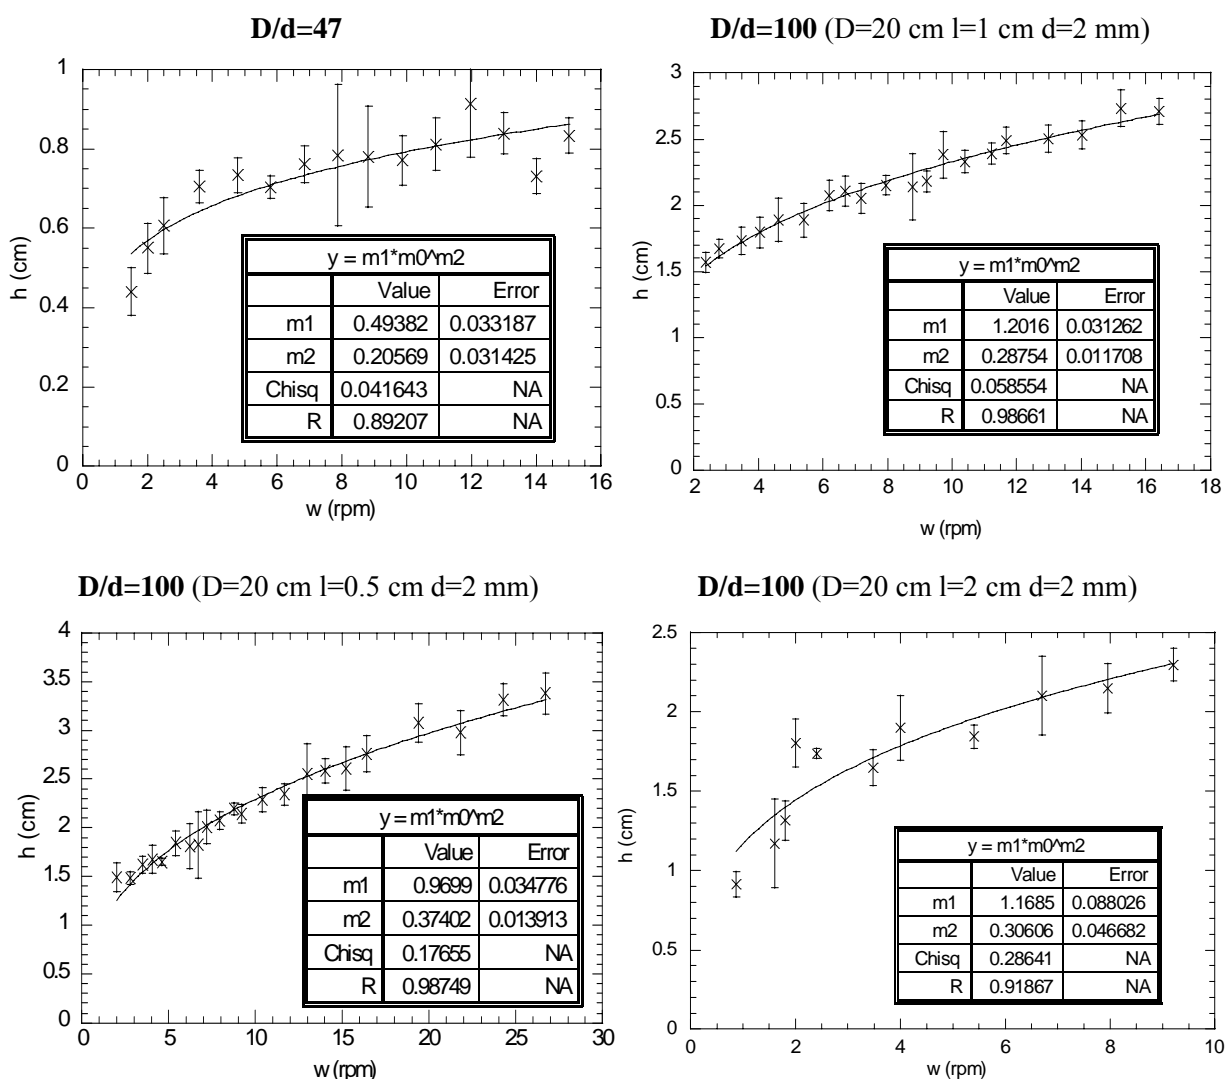 D/d=47
1
0.8
0.6
0.4
0.2
0
h (cm)
0 2 4 6 8 10 12 14 16
w (rpm)
y = m1*m0^m2
Value Error
m1 0.49382 0.033187
m2 0.20569 0.031425
Chisq 0.041643 NA
R 0.89207 NA
D/d=100 (D=20 cm l=1 cm d=2 mm)
3
2.5
2
1.5
1
0.5
0
h (cm)
2 4 6 8 10 12 14 16 18
w (rpm)
y = m1*m0^m2
Value Error
m1 1.2016 0.031262
m2 0.28754 0.011708
Chisq 0.058554 NA
R 0.98661 NA
D/d=100 (D=20 cm l=0.5 cm d=2 mm)
4
3.5
3
2.5
2
1.5
1
0.5
0
h (cm)
0 5 10 15 20 25 30
w (rpm)
y = m1*m0^m2
Value Error
m1 0.9699 0.034776
m2 0.37402 0.013913
Chisq 0.17655 NA
R 0.98749 NA
D/d=100 (D=20 cm l=2 cm d=2 mm)
2.5
2
1.5
1
0.5
0
h (cm)
0 2 4 6 8 10
w (rpm)
y = m1*m0^m2
Value Error
m1 1.1685 0.088026
m2 0.30606 0.046682
Chisq 0.28641 NA
R 0.91867 NA